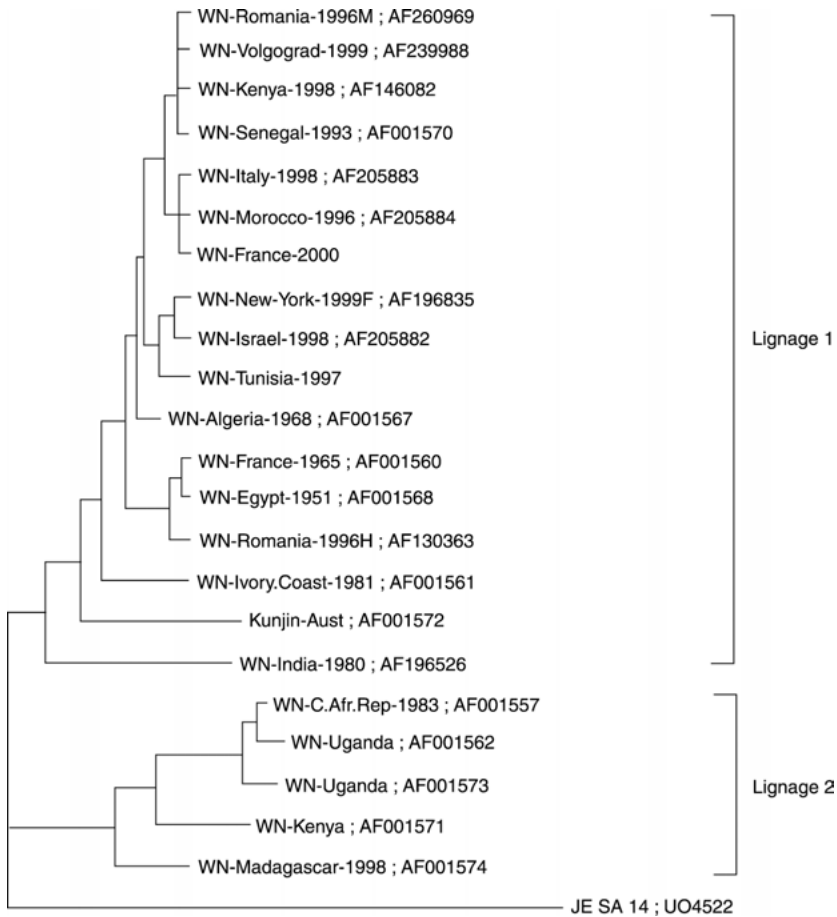 WN-Romania-1996M ; AF260969
WN-Volgograd-1999 ; AF239988
WN-Kenya-1998 ; AF146082
WN-Senegal-1993 ; AF001570
WN-Italy-1998 ; AF205883
WN-Morocco-1996 ; AF205884
WN-France-2000
WN-New-York-1999F ; AF196835
WN-Israel-1998 ; AF205882
Lignage 1
WN-Tunisia-1997
WN-Algeria-1968 ; AF001567
WN-France-1965 ; AF001560
WN-Egypt-1951 ; AF001568
WN-Romania-1996H ; AF130363
WN-Ivory.Coast-1981 ; AF001561
Kunjin-Aust ; AF001572
WN-India-1980 ; AF196526
WN-C.Afr.Rep-1983 ; AF001557
WN-Uganda ; AF001562
WN-Uganda ; AF001573
Lignage 2
WN-Kenya ; AF001571
WN-Madagascar-1998 ; AF001574
JE SA 14 ; UO4522